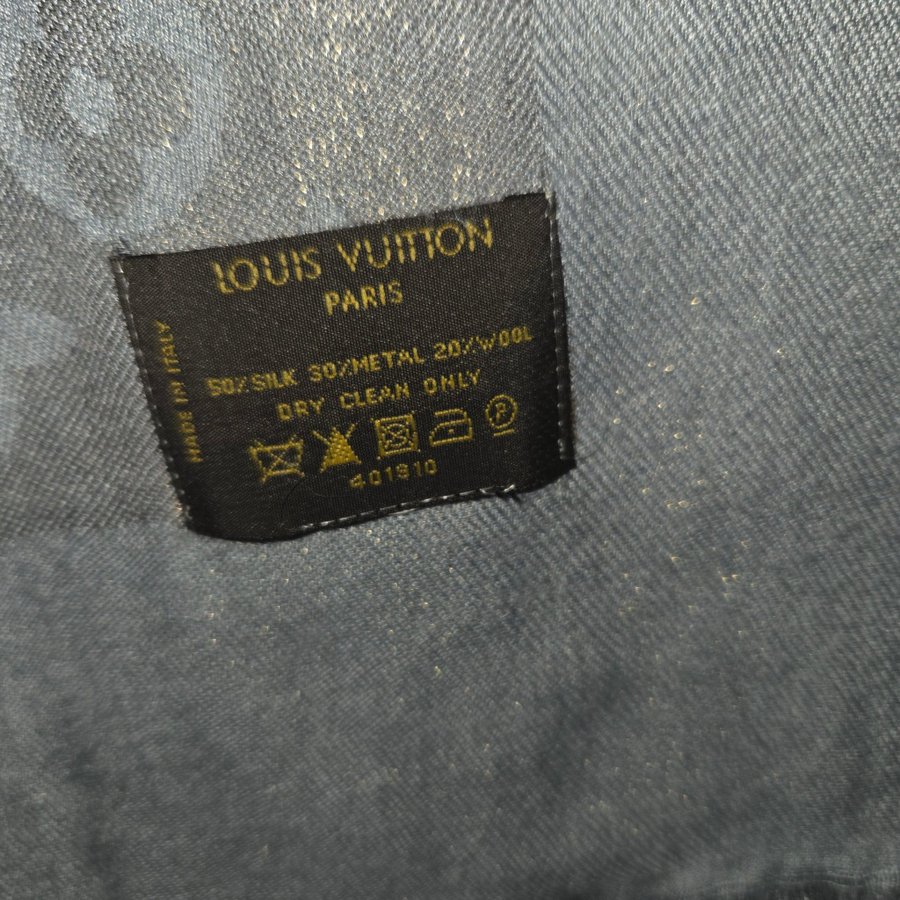 LOUIS VUITTON
PARIS
MADE IN ITALY
50% SILK 30% METAL 20% WOOL
DRY CLEAN ONLY
P
401910